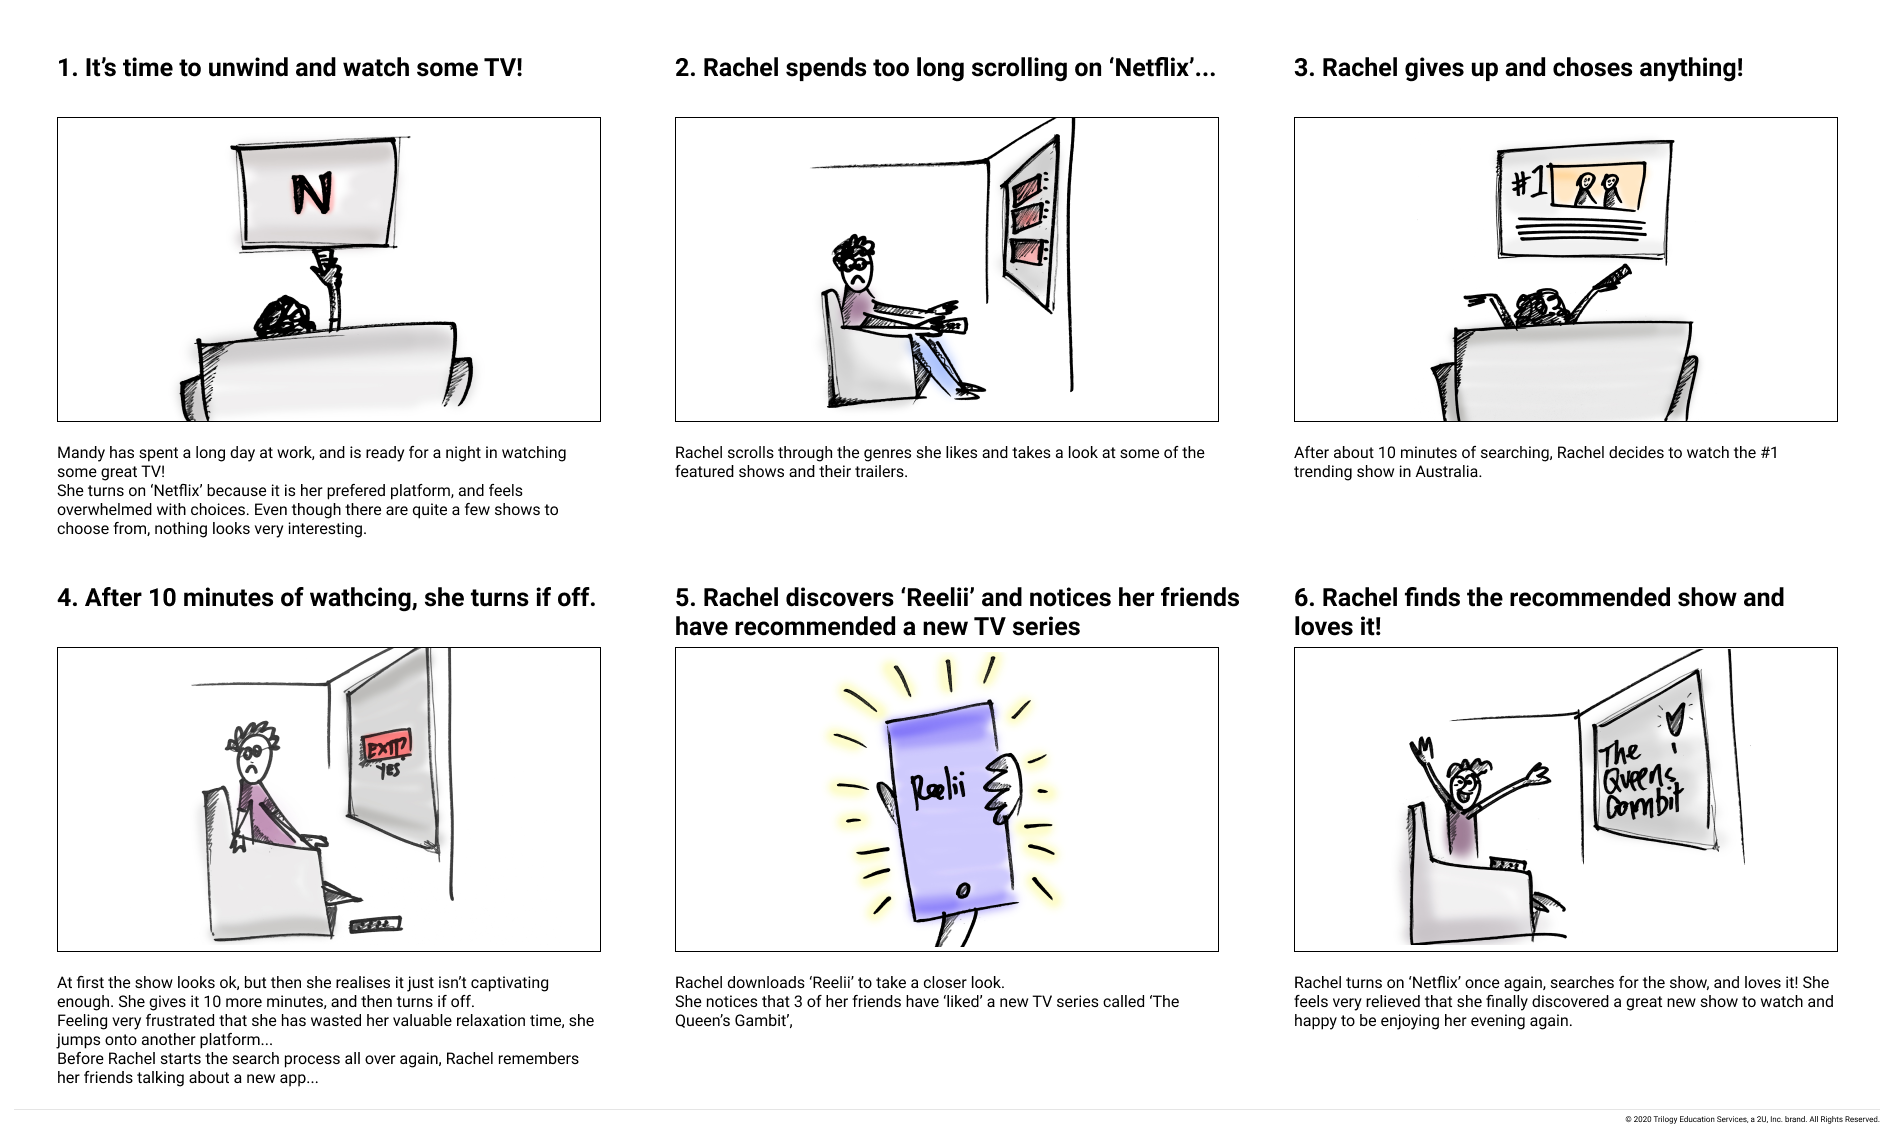 1. It’s time to unwind and watch some TV!
N
Mandy has spent a long day at work, and is ready for a night in watching
some great TV!
She turns on ‘Netflix’ because it is her prefered platform, and feels
overwhelmed with choices. Even though there are quite a few shows to
choose from, nothing looks very interesting.
2. Rachel spends too long scrolling on ‘Netflix’...
Rachel scrolls through the genres she likes and takes a look at some of the
featured shows and their trailers.
3. Rachel gives up and choses anything!
#1
After about 10 minutes of searching, Rachel decides to watch the #1
trending show in Australia.
4. After 10 minutes of wathcing, she turns if off.
EXIT?
YES
At first the show looks ok, but then she realises it just isn’t captivating
enough. She gives it 10 more minutes, and then turns if off.
Feeling very frustrated that she has wasted her valuable relaxation time, she
jumps onto another platform...
Before Rachel starts the search process all over again, Rachel remembers
her friends talking about a new app...
5. Rachel discovers ‘Reelii’ and notices her friends
have recommended a new TV series
Reelii
Rachel downloads ‘Reelii’ to take a closer look.
She notices that 3 of her friends have ‘liked’ a new TV series called ‘The
Queen’s Gambit’,
6. Rachel finds the recommended show and
loves it!
The
Queens
Gambit
Rachel turns on ‘Netflix’ once again, searches for the show, and loves it! She
feels very relieved that she finally discovered a great new show to watch and
happy to be enjoying her evening again.
© 2020 Trilogy Education Services, a 2U, Inc. brand. All Rights Reserved.